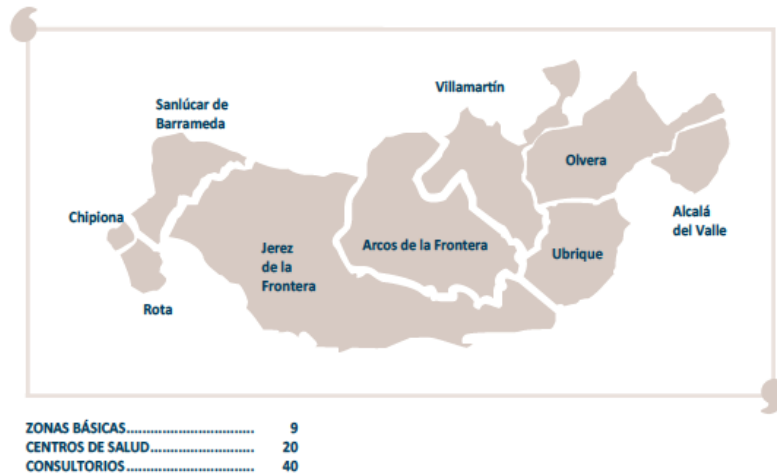 Villamartín
Sanlúcar de
Barrameda
Olvera
Chipiona
Alcalá
del Valle
Jerez
de la
Frontera
Arcos de la Frontera
Ubrique
Rota
ZONAS BÁSICAS.................................. 9
CENTROS DE SALUD........................... 20
CONSULTORIOS................................. 40